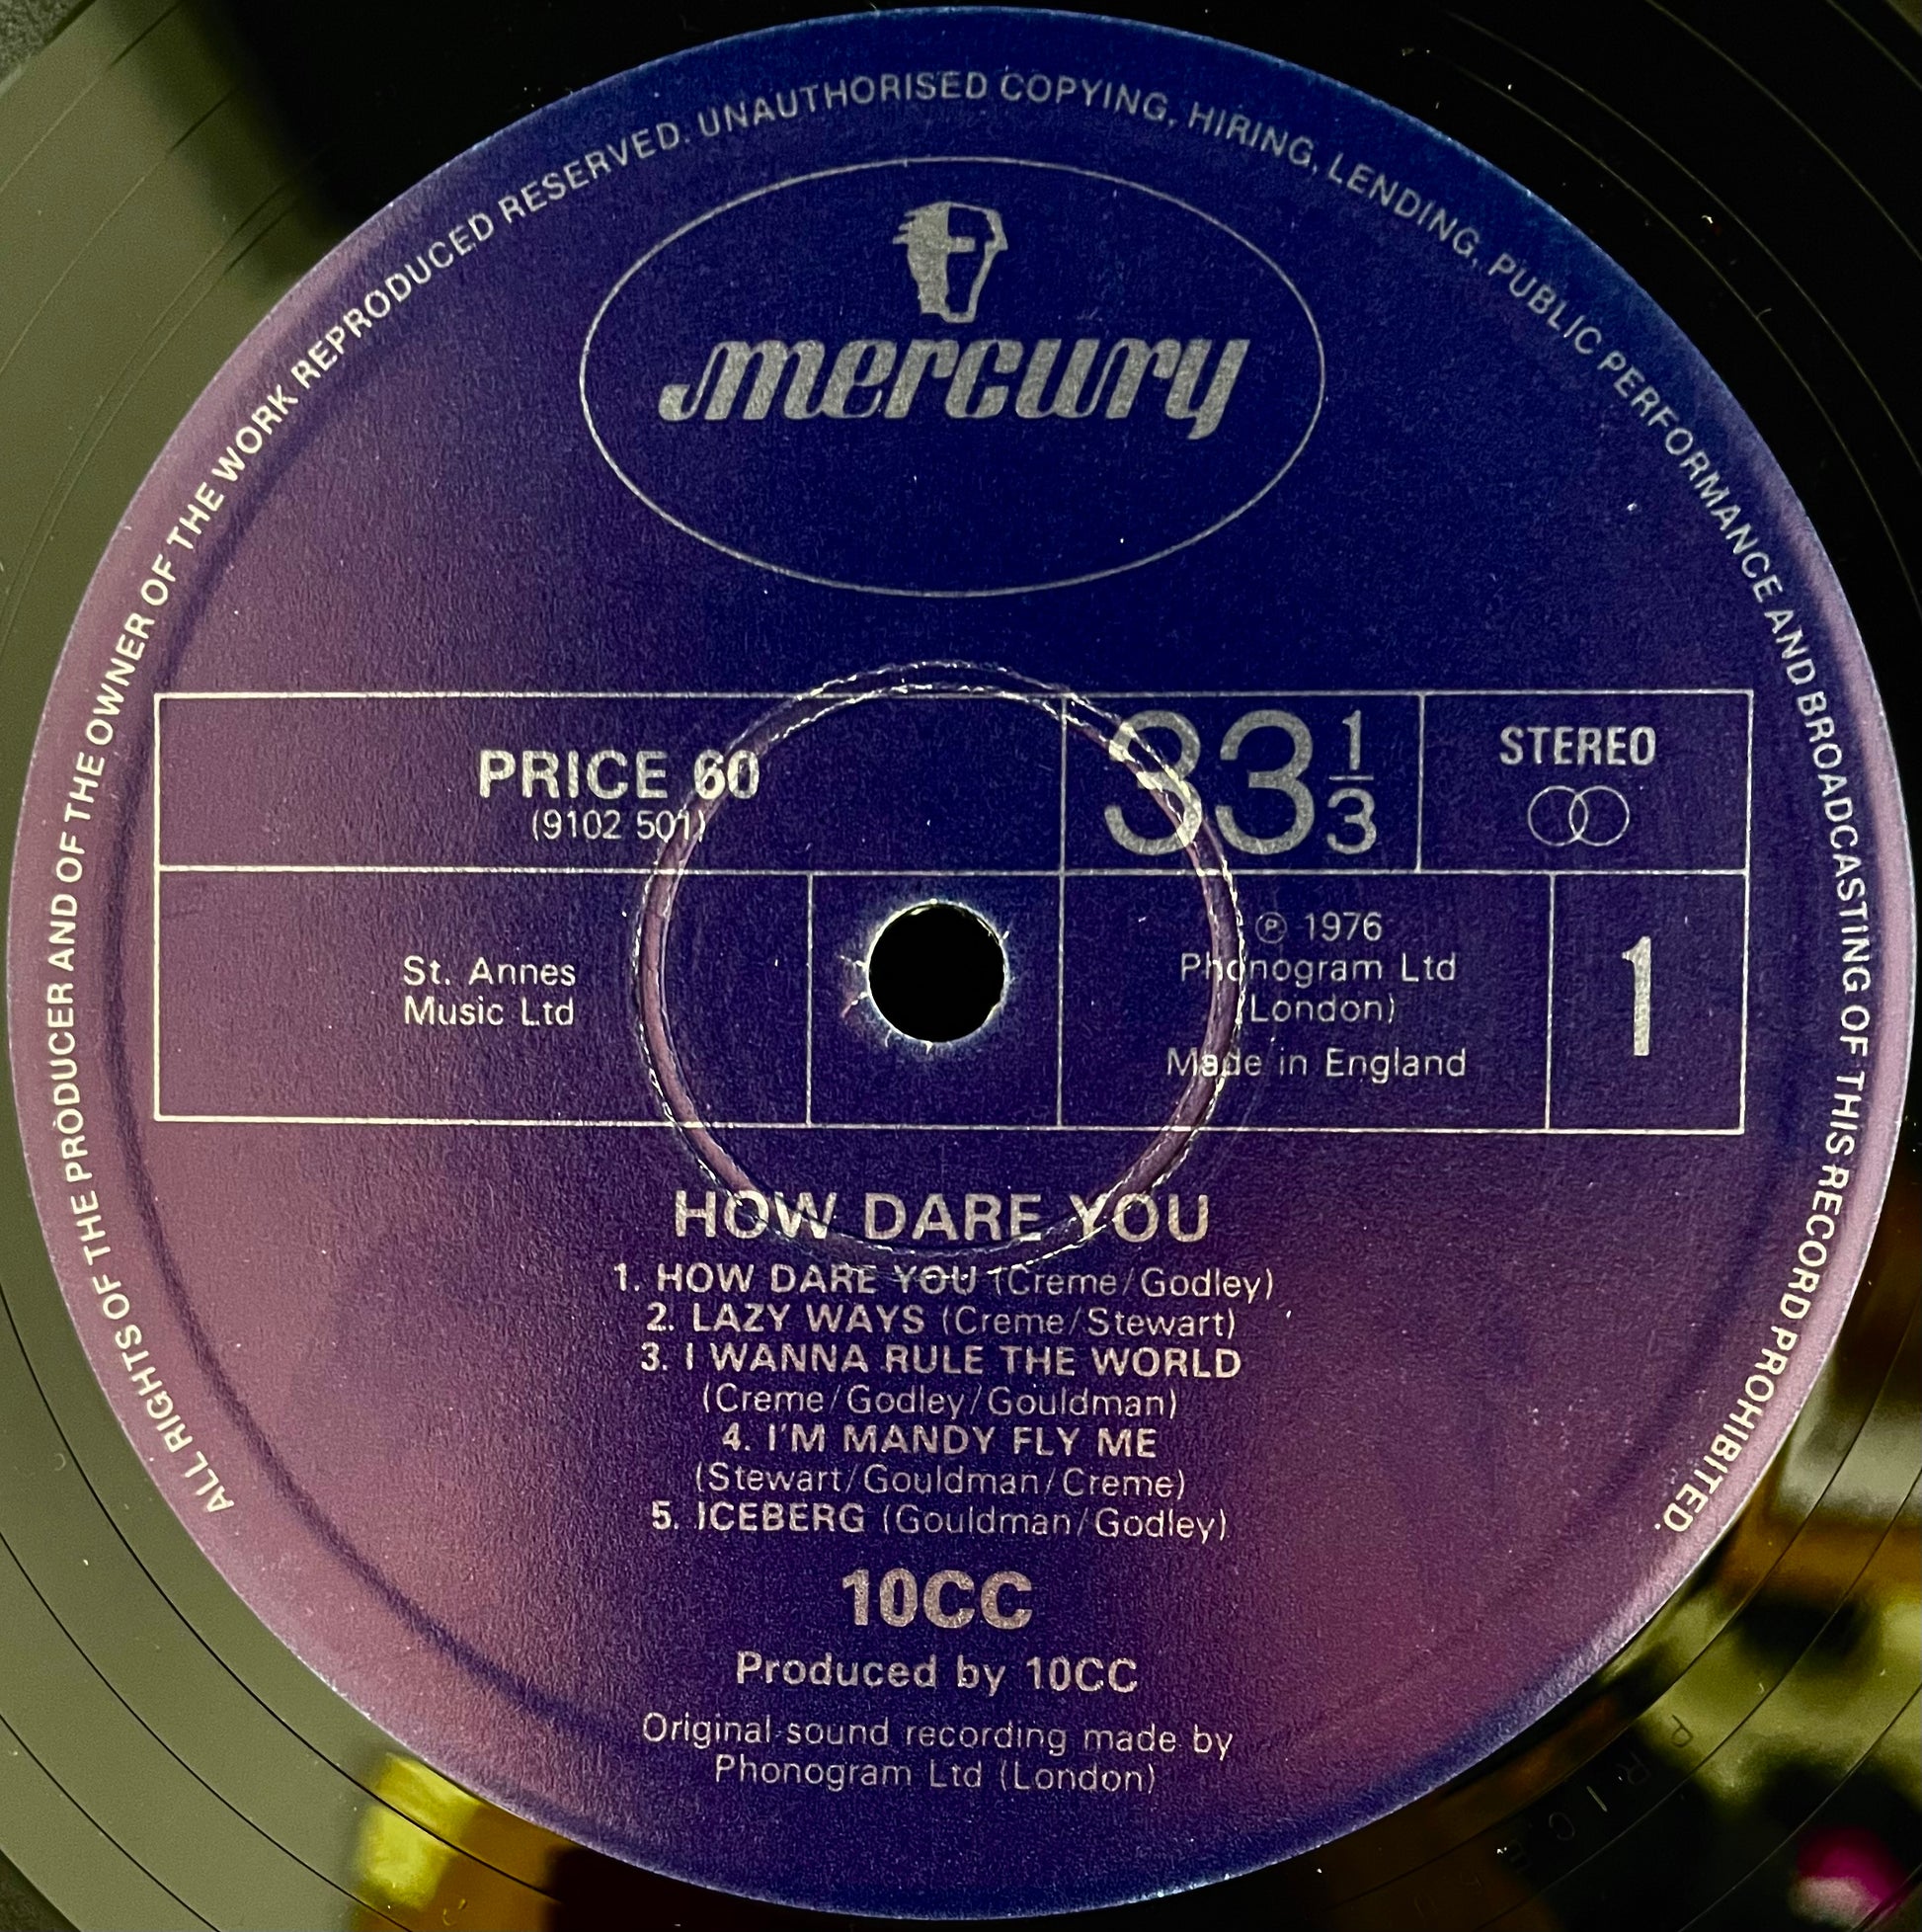 ALL RIGHTS OF THE PRODUCER AND OF THE OWNER OF THE WORK REPRODUCED RESERVED. UNAUTHORISED COPYING, HIRING, LENDING, PUBLIC PERFORMANCE AND BROADCASTING OF THIS RECORD PROHIBITED.
mercury
PRICE 60
(9102 501)
33 1/3
STEREO
St. Annes
Music Ltd
Ⓟ 1976
Phonogram Ltd
(London)
Made in England
1
HOW DARE YOU
1. HOW DARE YOU (Creme/Godley)
2. LAZY WAYS (Creme/Stewart)
3. I WANNA RULE THE WORLD
(Creme/Godley/Gouldman)
4. I'M MANDY FLY ME
(Stewart/Gouldman/Creme)
5. ICEBERG (Gouldman/Godley)
10CC
Produced by 10CC
Original sound recording made by
Phonogram Ltd (London)
PRICE